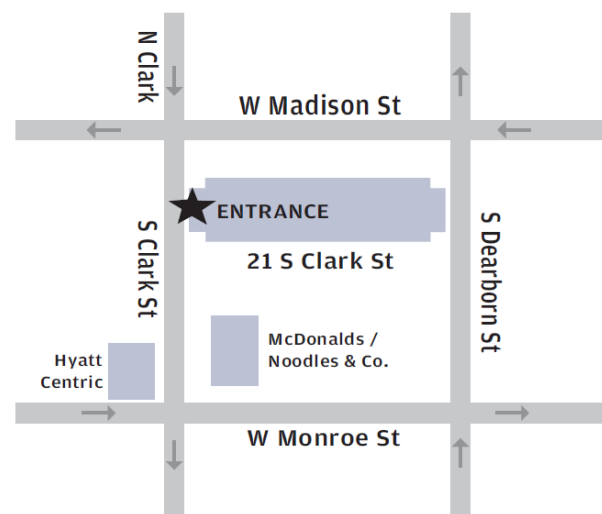 N Clark
W Madison St
ENTRANCE
21 S Clark St
S Clark St
S Dearborn St
McDonalds /
Noodles & Co.
Hyatt
Centric
W Monroe St